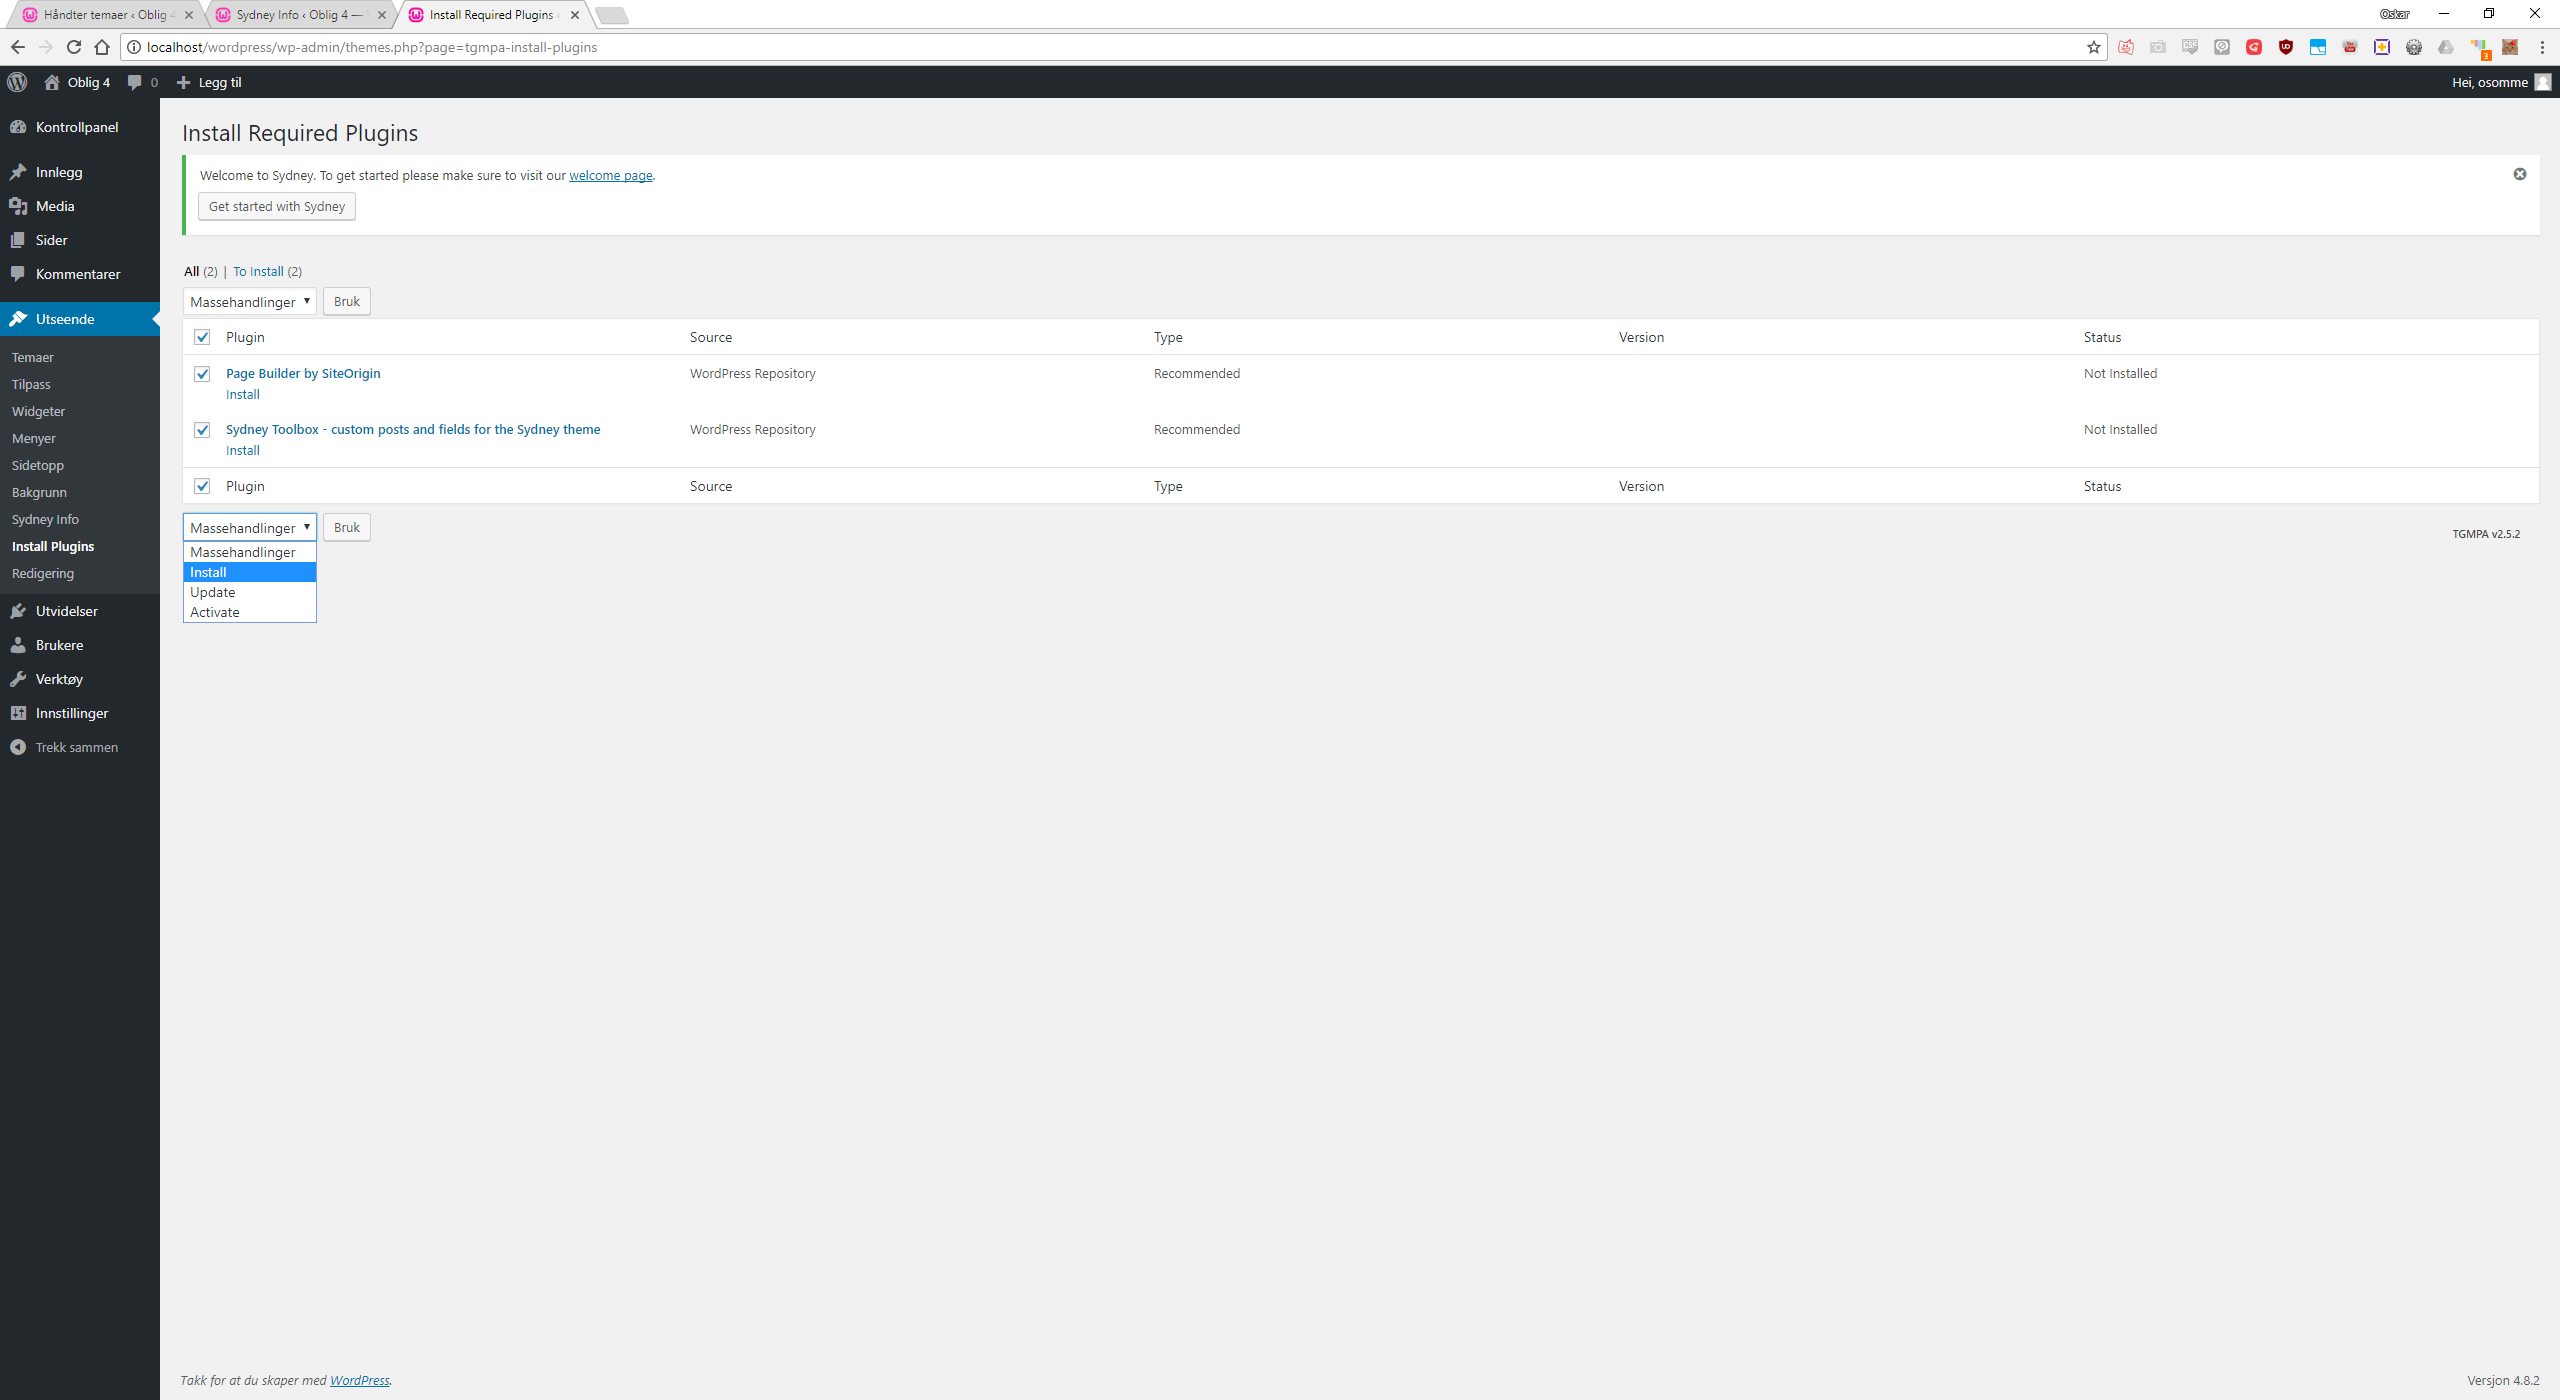 Håndter temaer ‹ Oblig 4
Sydney Info ‹ Oblig 4 —
Install Required Plugins ‹
Oskar
localhost/wordpress/wp-admin/themes.php?page=tgmpa-install-plugins
3
Oblig 4
0
Legg til
Hei, osomme
Kontrollpanel
Innlegg
Media
Sider
Kommentarer
Utseende
Temaer
Tilpass
Widgeter
Menyer
Sidetopp
Bakgrunn
Sydney Info
Install Plugins
Redigering
Utvidelser
Brukere
Verktøy
Innstillinger
Trekk sammen
Install Required Plugins
Welcome to Sydney. To get started please make sure to visit our welcome page.
Get started with Sydney
All (2) | To Install (2)
Massehandlinger Bruk
Plugin Source Type Version Status
Page Builder by SiteOrigin WordPress Repository Recommended Not Installed
Install
Sydney Toolbox - custom posts and fields for the Sydney theme WordPress Repository Recommended Not Installed
Install
Plugin Source Type Version Status
Massehandlinger Bruk
TGMPA v2.5.2
Massehandlinger
Install
Update
Activate
Takk for at du skaper med WordPress.
Versjon 4.8.2